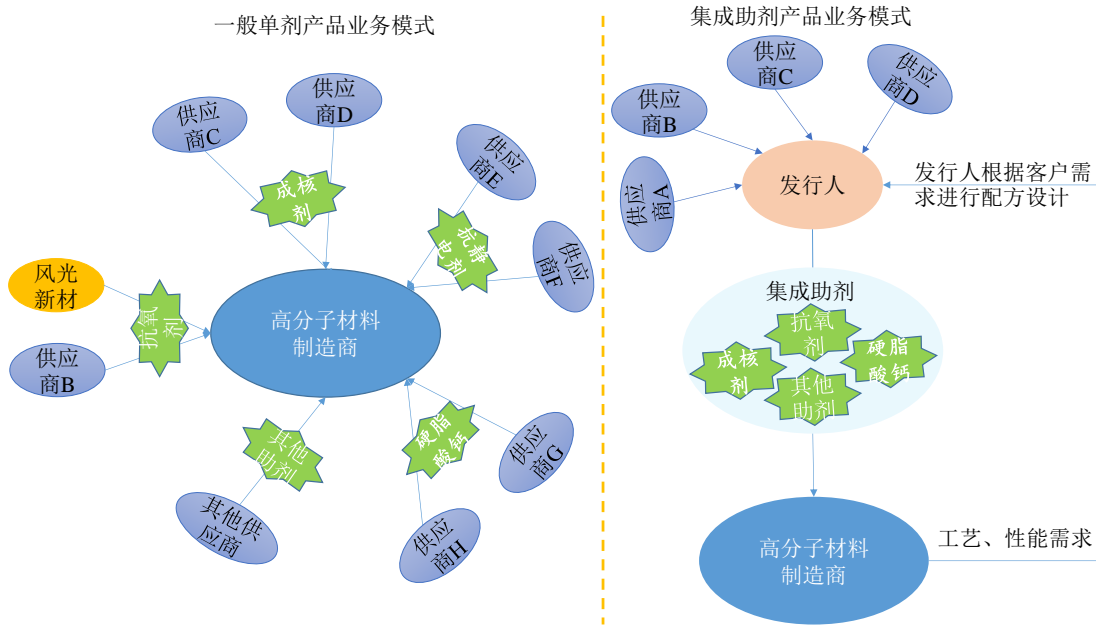 一般单剂产品业务模式
供应
商C
供应
商D
成核
剂
供应
商E
抗静
电剂
供应
商F
风光
新材
抗氧
剂
供应
商B
高分子材料
制造商
其他
助剂
硬脂
酸钙
供应
商G
其他供
应商
供应
商H
集成助剂产品业务模式
供应
商B
供应
商C
供应
商D
供应
商A
发行人
发行人根据客户需
求进行配方设计
集成助剂
抗氧
剂
成核
剂
硬脂
酸钙
其他
助剂
高分子材料
制造商
工艺、性能需求